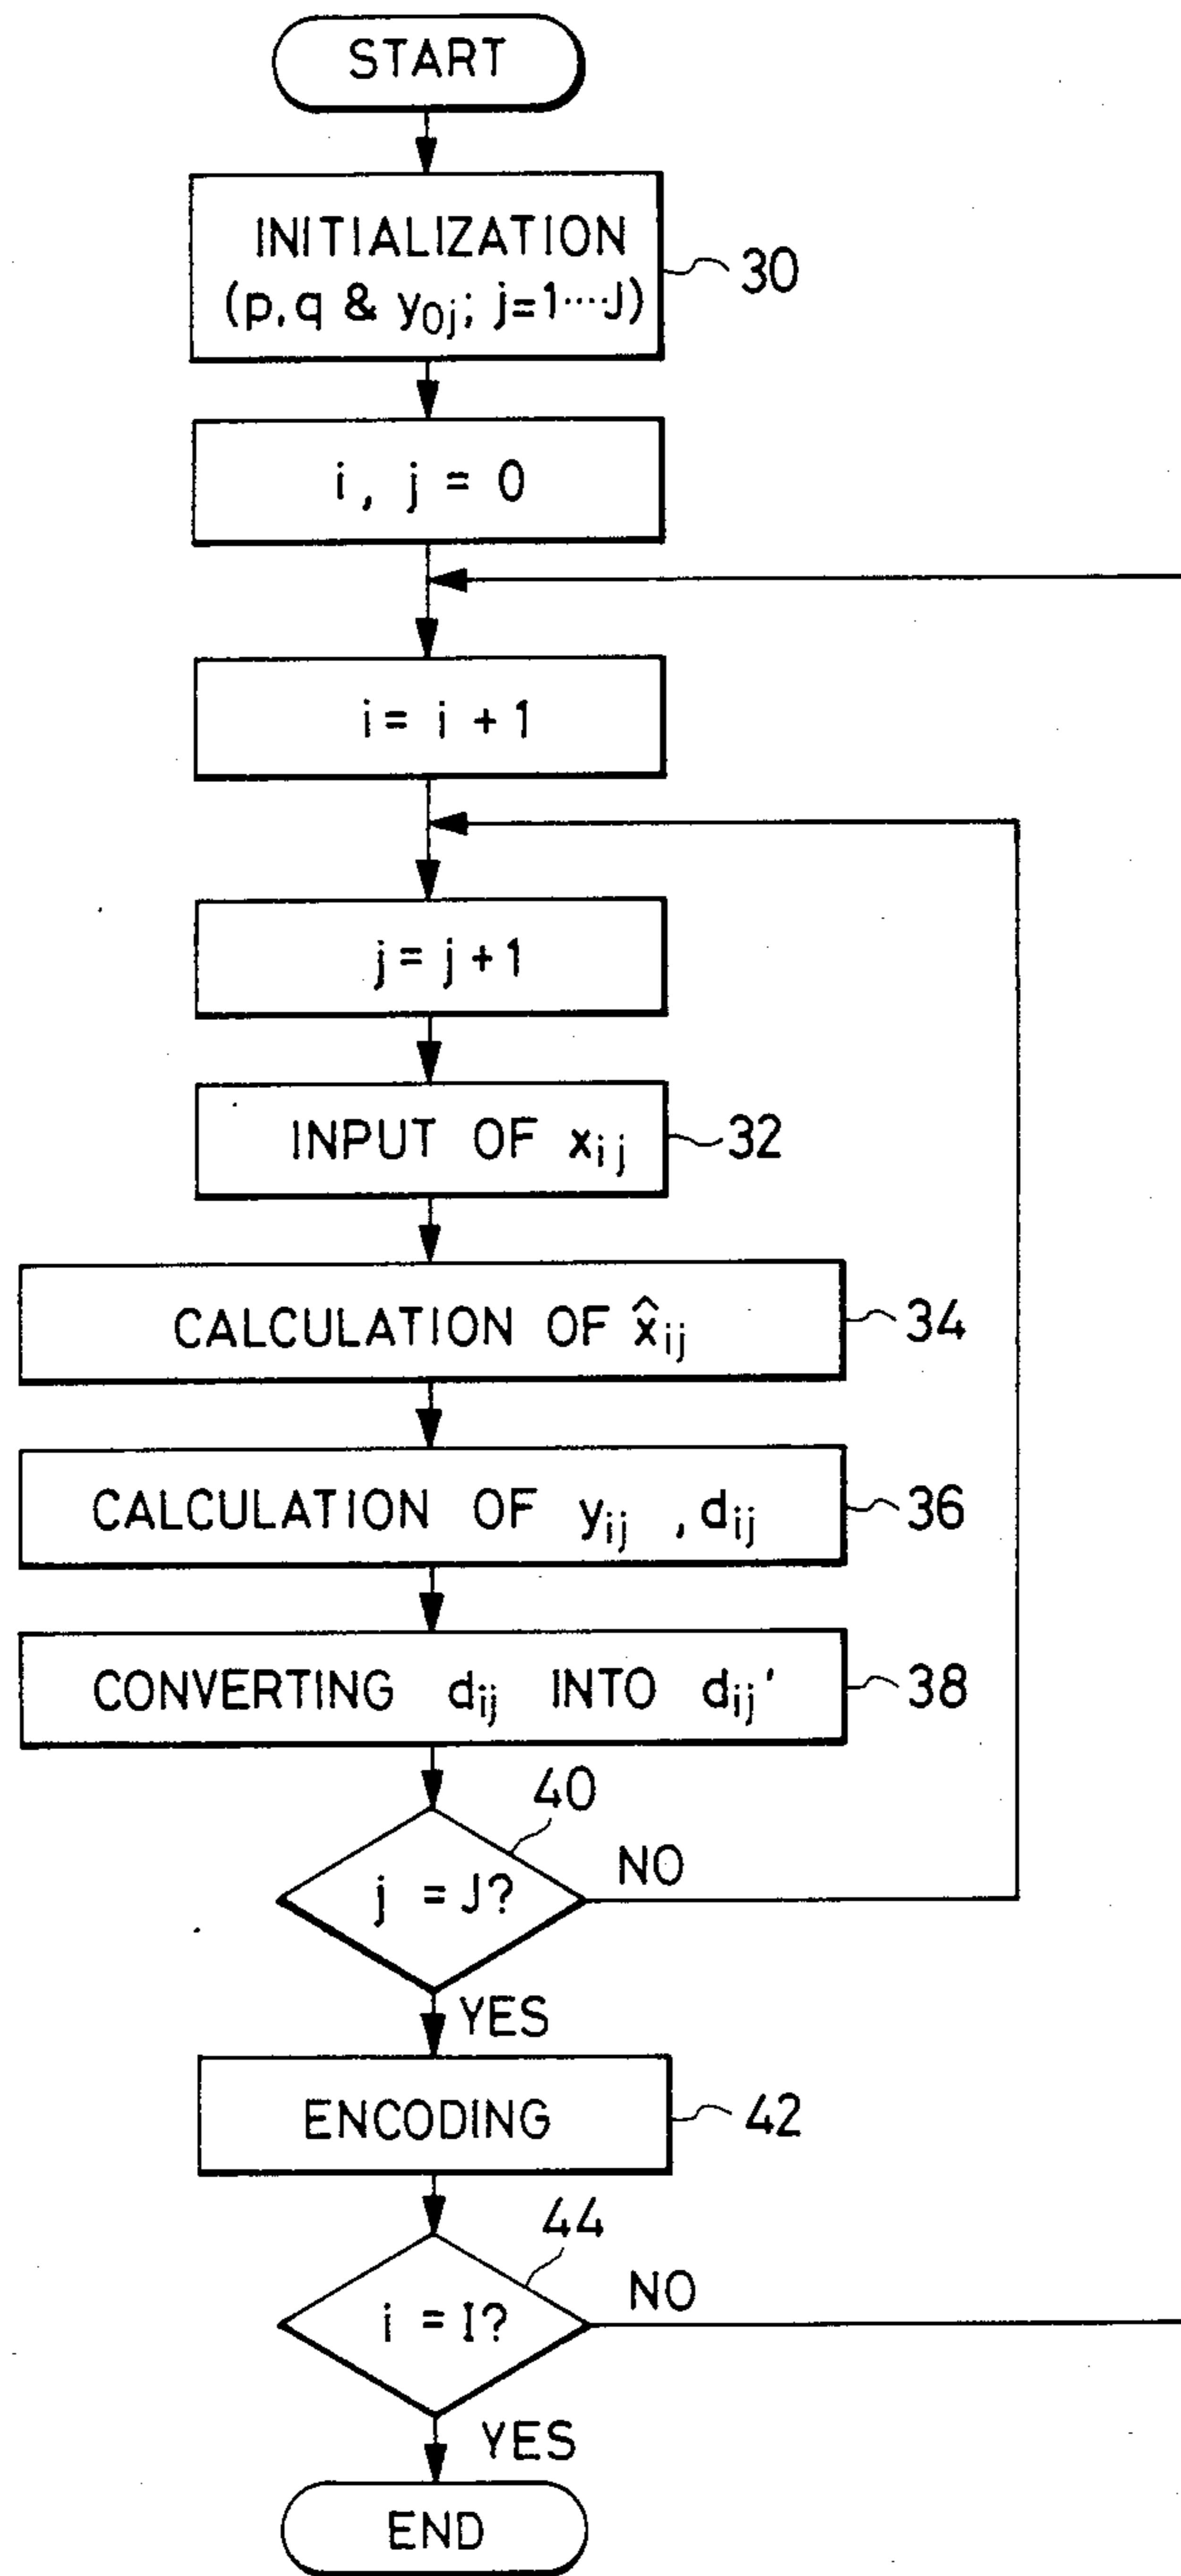 START
INITIALIZATION
(p,q & y0j; j=1····J)
30
i , j = 0
i = i + 1
j = j + 1
INPUT OF xij
32
CALCULATION OF x̂ij
34
CALCULATION OF yij , dij
36
CONVERTING dij INTO dij'
38
40
j = J?
NO
YES
ENCODING
42
44
i = I?
NO
YES
END